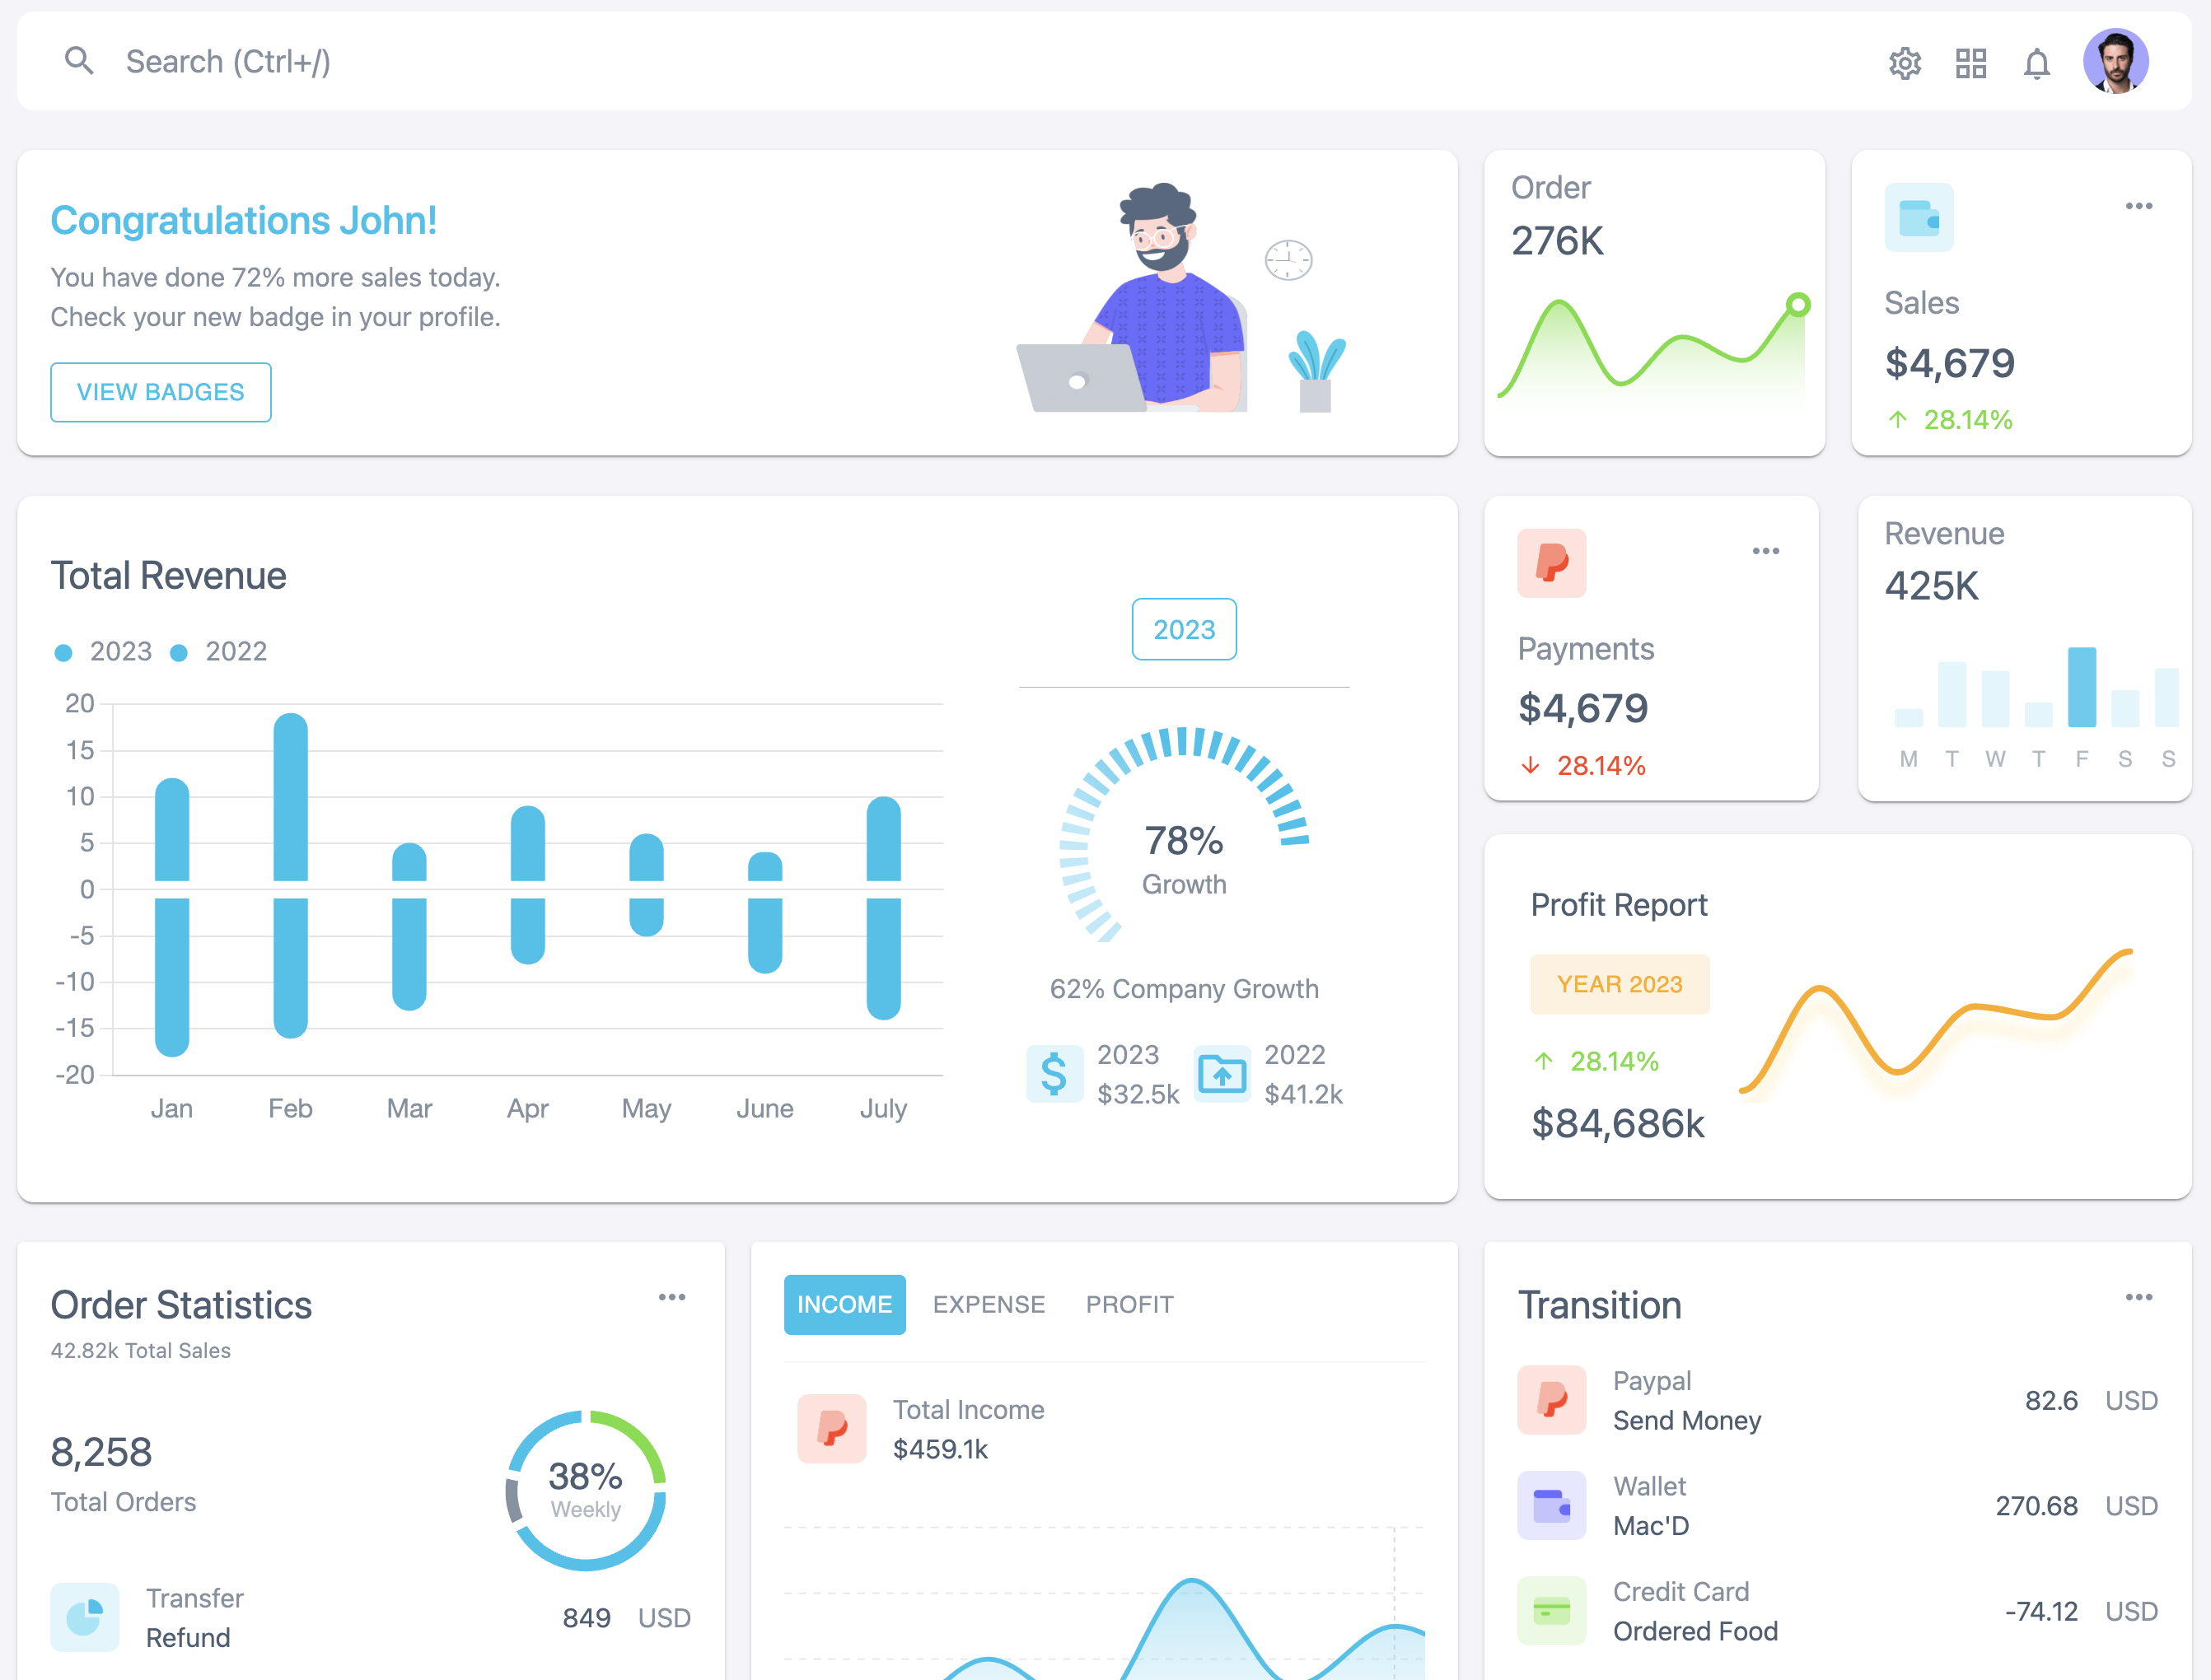 Search (Ctrl+/)
Congratulations John!
You have done 72% more sales today.
Check your new badge in your profile.
VIEW BADGES
Order
276K
Sales
$4,679
28.14%
Total Revenue
2023 2022
20
15
10
5
0
-5
-10
-15
-20
Jan Feb Mar Apr May June July
2023
78%
Growth
62% Company Growth
2023
$32.5k
2022
$41.2k
Payments
$4,679
28.14%
Revenue
425K
M T W T F S S
Profit Report
YEAR 2023
28.14%
$84,686k
Order Statistics
42.82k Total Sales
8,258
Total Orders
38%
Weekly
Transfer
Refund
849 USD
INCOME EXPENSE PROFIT
Total Income
$459.1k
Transition
Paypal
Send Money
82.6 USD
Wallet
Mac'D
270.68 USD
Credit Card
Ordered Food
-74.12 USD